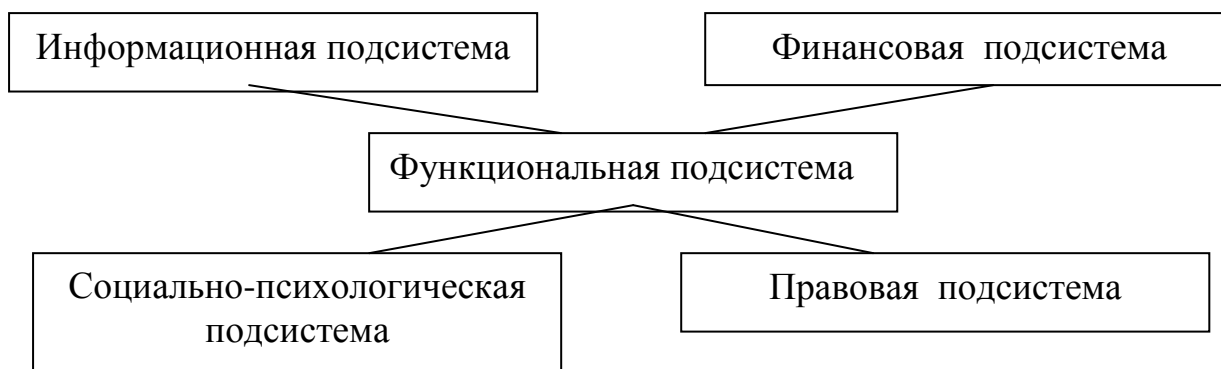 Информационная подсистема
Финансовая подсистема
Функциональная подсистема
Социально-психологическая
подсистема
Правовая подсистема